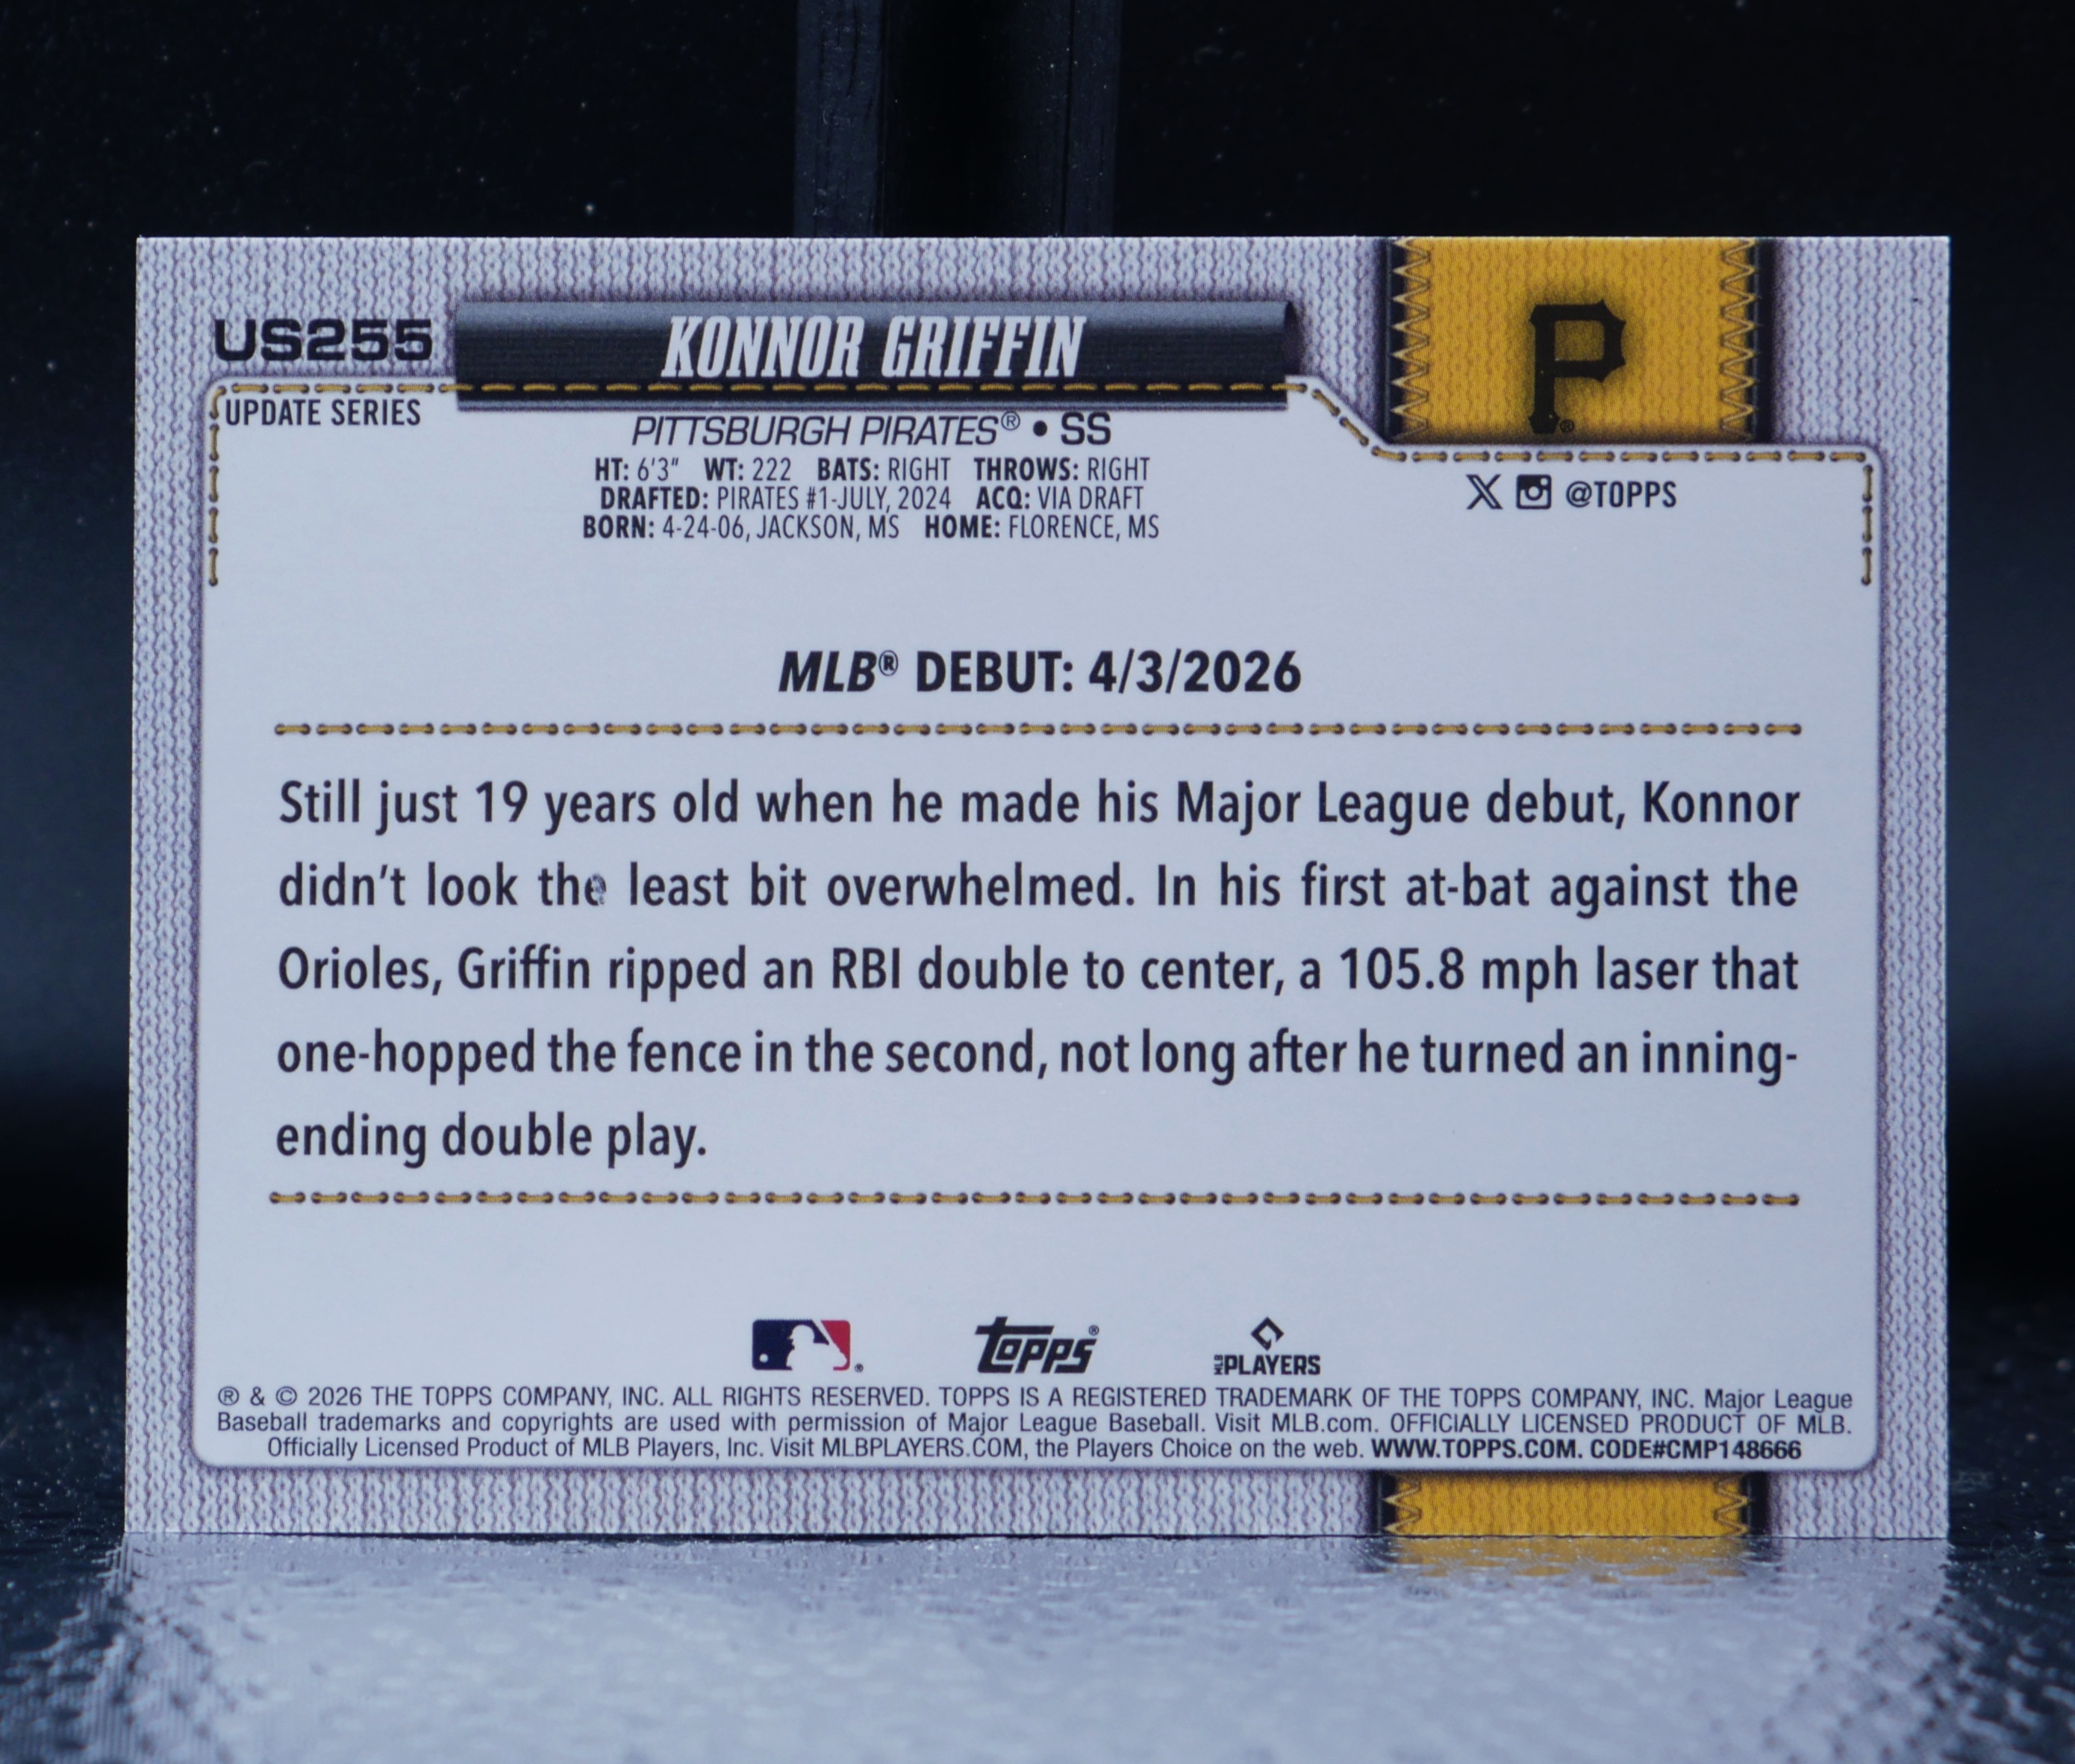 US255
KONNOR GRIFFIN
P
UPDATE SERIES
PITTSBURGH PIRATES® • SS
HT: 6'3" WT: 222 BATS: RIGHT THROWS: RIGHT
DRAFTED: PIRATES #1-JULY, 2024 ACQ: VIA DRAFT
BORN: 4-24-06, JACKSON, MS HOME: FLORENCE, MS
X @TOPPS
MLB® DEBUT: 4/3/2026
Still just 19 years old when he made his Major League debut, Konnor
didn't look the least bit overwhelmed. In his first at-bat against the
Orioles, Griffin ripped an RBI double to center, a 105.8 mph laser that
one-hopped the fence in the second, not long after he turned an inning-
ending double play.
topps®
MLB PLAYERS
® & © 2026 THE TOPPS COMPANY, INC. ALL RIGHTS RESERVED. TOPPS IS A REGISTERED TRADEMARK OF THE TOPPS COMPANY, INC. Major League
Baseball trademarks and copyrights are used with permission of Major League Baseball. Visit MLB.com. OFFICIALLY LICENSED PRODUCT OF MLB.
Officially Licensed Product of MLB Players, Inc. Visit MLBPLAYERS.COM, the Players Choice on the web. WWW.TOPPS.COM. CODE#CMP148666